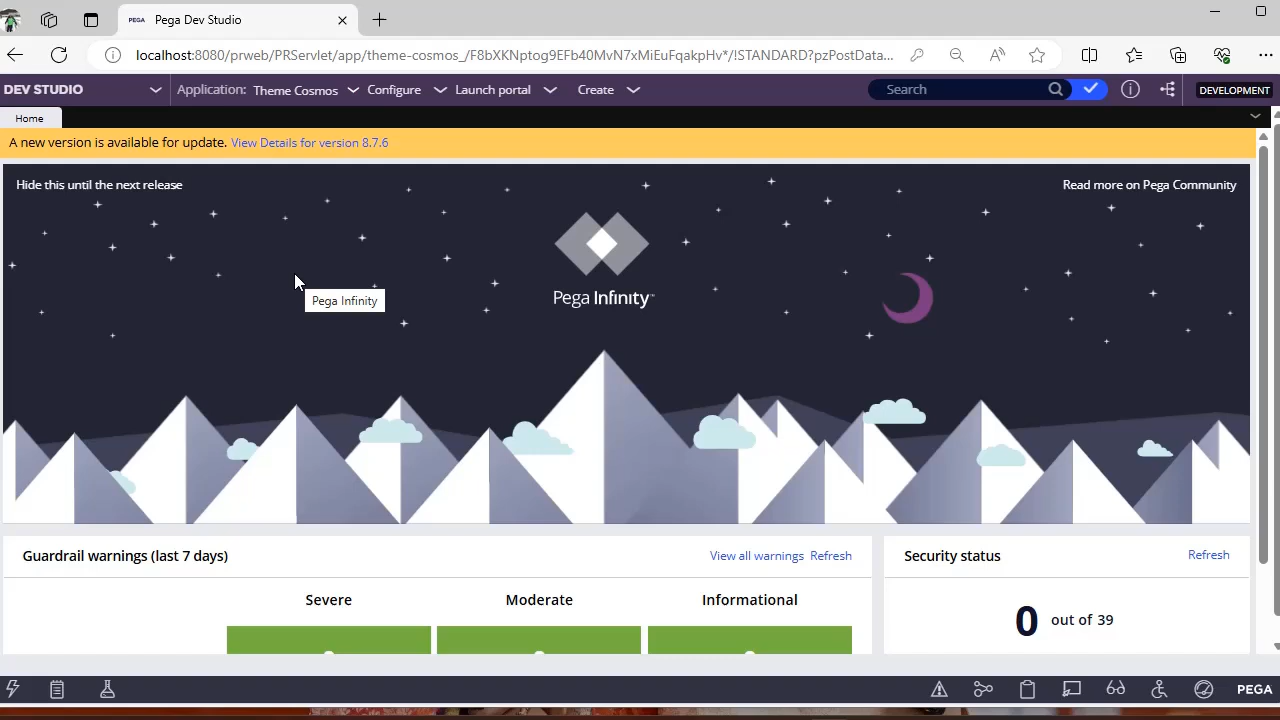 Pega Dev Studio
localhost:8080/prweb/PRServlet/app/theme-cosmos_/F8bXKNptog9EFb40MvN7xMiEuFqakpHv*/!STANDARD?pzPostData...
DEV STUDIO Application: Theme Cosmos Configure Launch portal Create Search DEVELOPMENT
Home
A new version is available for update. View Details for version 8.7.6
Hide this until the next release Read more on Pega Community
Pega Infinity™
Pega Infinity
Guardrail warnings (last 7 days) View all warnings Refresh Security status Refresh
Severe Moderate Informational
0 out of 39
PEGA